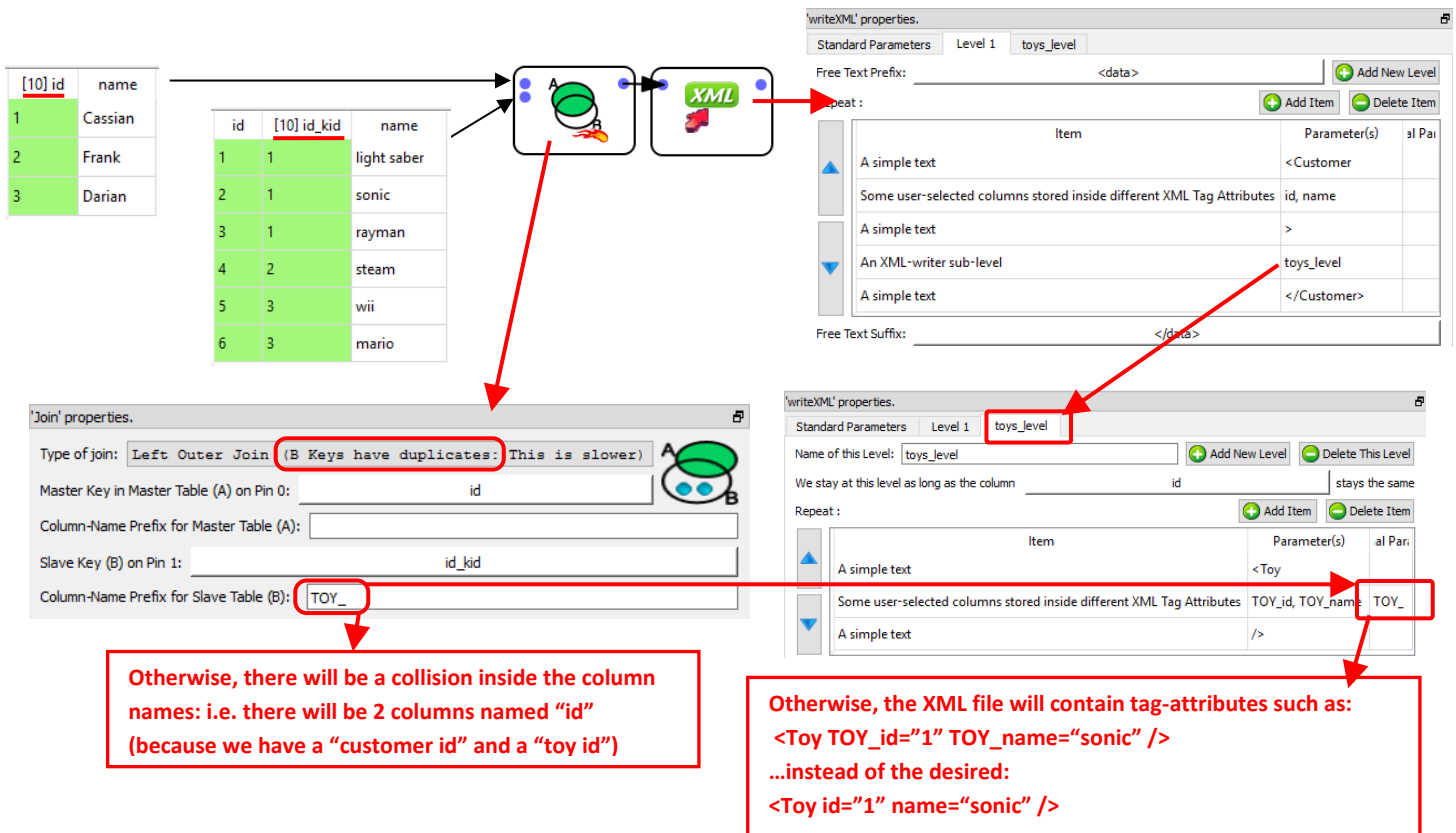 [10] id name
1 Cassian
2 Frank
3 Darian
id [10] id_kid name
1 1 light saber
2 1 sonic
3 1 rayman
4 2 steam
5 3 wii
6 3 mario
A
B
XML
'writeXML' properties.
Standard Parameters Level 1 toys_level
Free Text Prefix: <data> Add New Level
Repeat : Add Item Delete Item
Item Parameter(s) al Par
A simple text <Customer
Some user-selected columns stored inside different XML Tag Attributes id, name
A simple text >
An XML-writer sub-level toys_level
A simple text </Customer>
Free Text Suffix: </data>
'Join' properties.
Type of join: Left Outer Join (B Keys have duplicates: This is slower)
A
B
Master Key in Master Table (A) on Pin 0: id
Column-Name Prefix for Master Table (A):
Slave Key (B) on Pin 1: id_kid
Column-Name Prefix for Slave Table (B): TOY_
Otherwise, there will be a collision inside the column
names: i.e. there will be 2 columns named “id”
(because we have a “customer id” and a “toy id”)
'writeXML' properties.
Standard Parameters Level 1 toys_level
Name of this Level: toys_level Add New Level Delete This Level
We stay at this level as long as the column id stays the same
Repeat : Add Item Delete Item
Item Parameter(s) al Par
A simple text <Toy
Some user-selected columns stored inside different XML Tag Attributes TOY_id, TOY_name TOY_
A simple text />
Otherwise, the XML file will contain tag-attributes such as:
<Toy TOY_id=”1” TOY_name=“sonic” />
…instead of the desired:
<Toy id=”1” name=“sonic” />